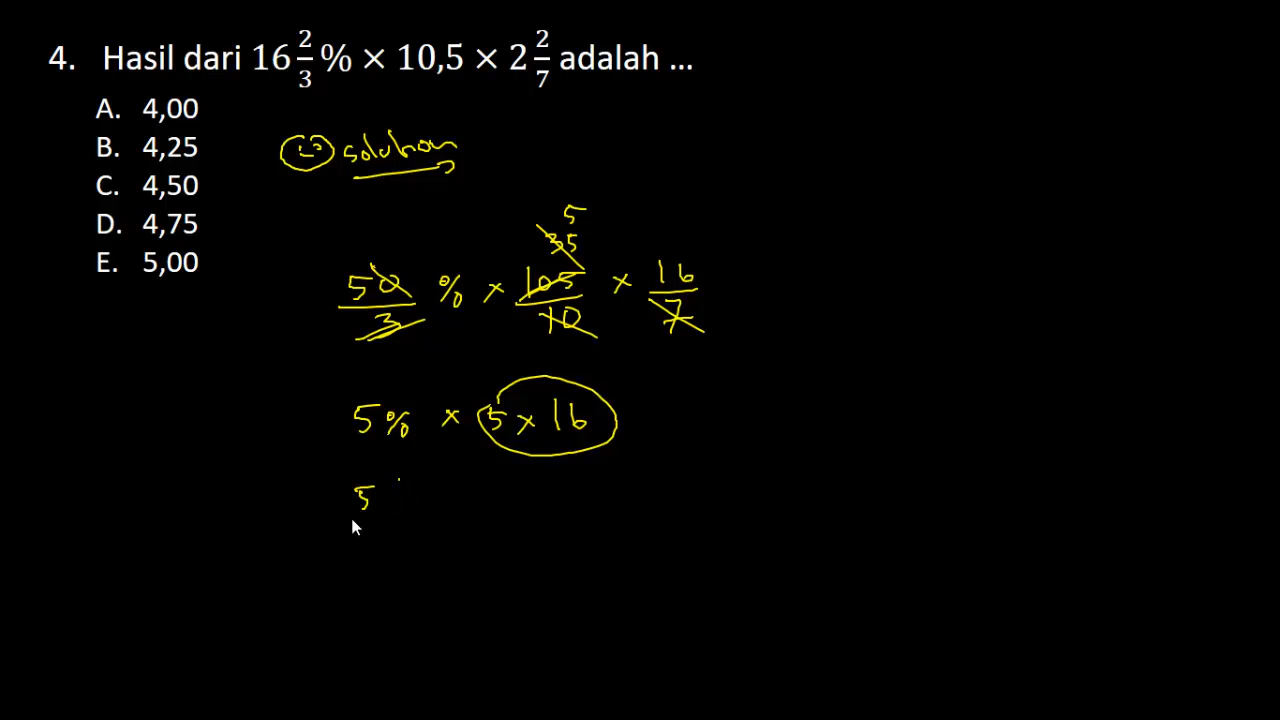 4. Hasil dari 16 2/3 % × 10,5 × 2 2/7 adalah ...
A. 4,00
B. 4,25
C. 4,50
D. 4,75
E. 5,00
solution
5
35
50/3 % × 105/10 × 16/7
5% × 5 × 16
5